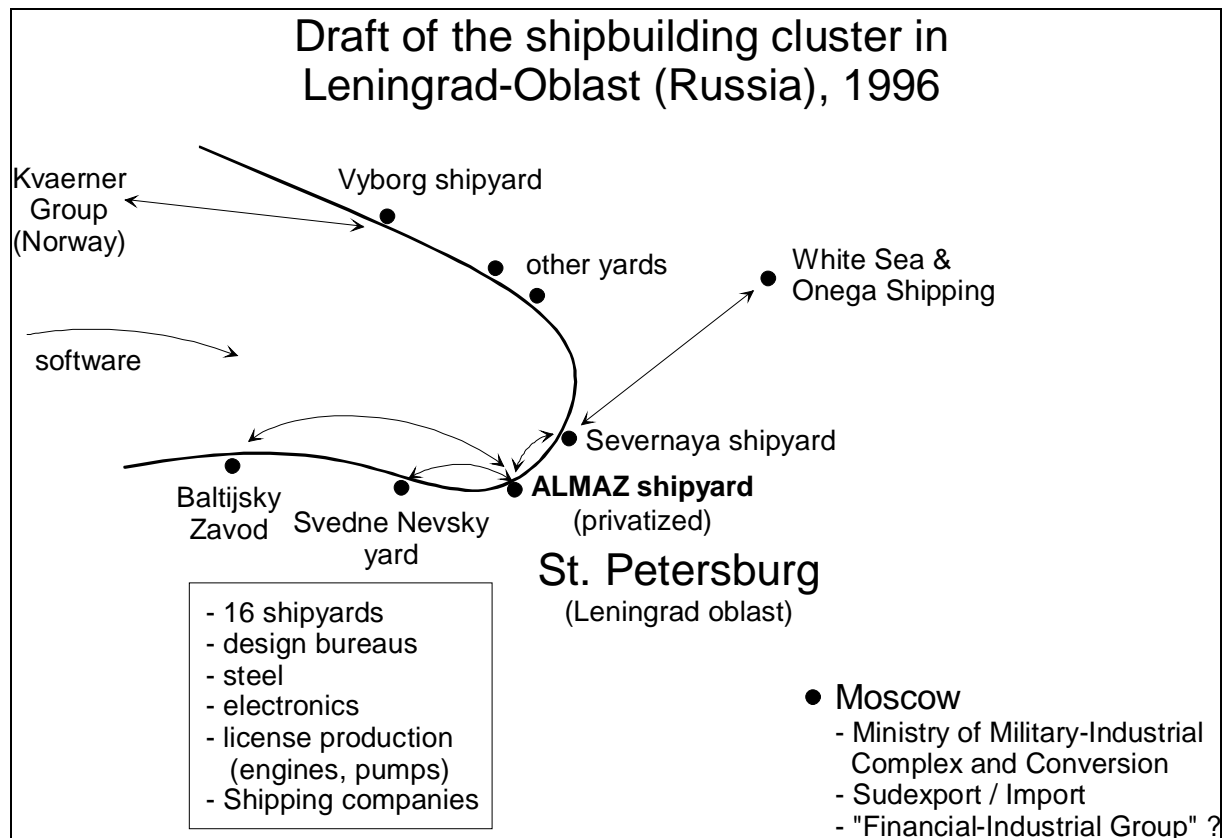 Draft of the shipbuilding cluster in
Leningrad-Oblast (Russia), 1996
Kvaerner
Group
(Norway)
Vyborg shipyard
other yards
White Sea &
Onega Shipping
software
Severnaya shipyard
ALMAZ shipyard
(privatized)
Baltijsky
Zavod
Svedne Nevsky
yard
St. Petersburg
(Leningrad oblast)
- 16 shipyards
- design bureaus
- steel
- electronics
- license production
(engines, pumps)
- Shipping companies
Moscow
- Ministry of Military-Industrial
Complex and Conversion
- Sudexport / Import
- "Financial-Industrial Group" ?